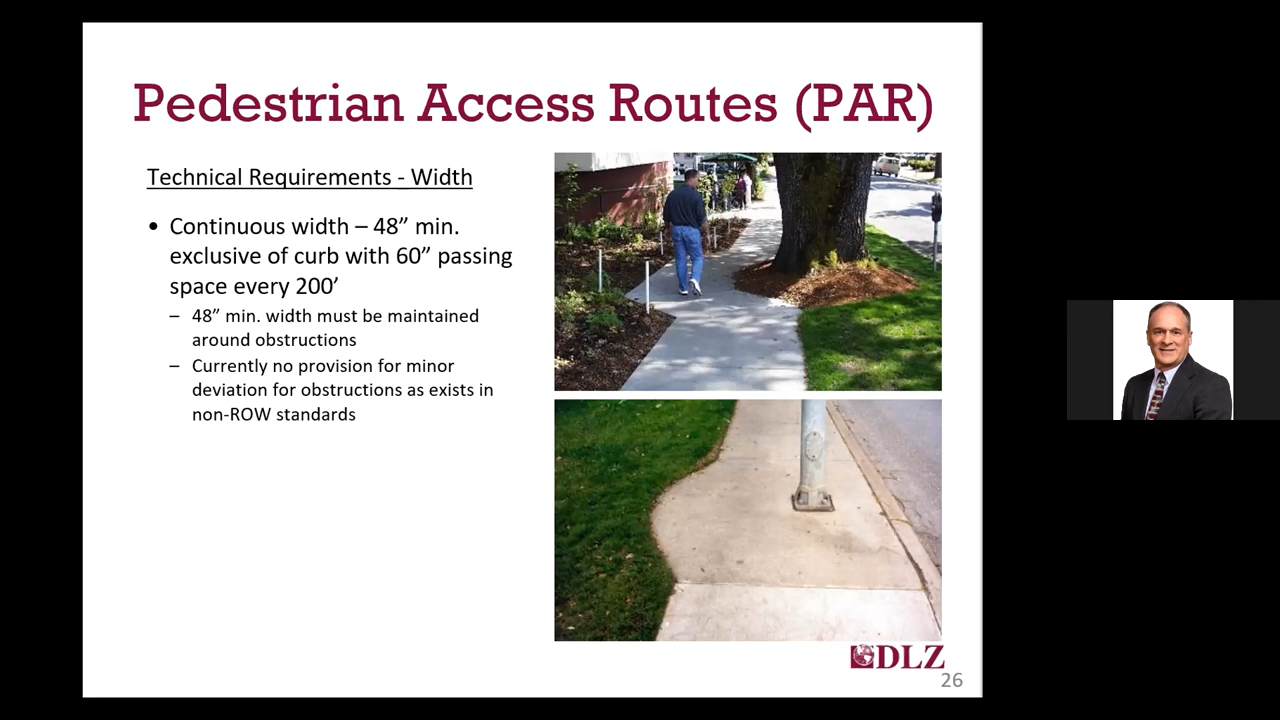 Pedestrian Access Routes (PAR)
Technical Requirements - Width
• Continuous width – 48” min.
exclusive of curb with 60” passing
space every 200’
– 48” min. width must be maintained
around obstructions
– Currently no provision for minor
deviation for obstructions as exists in
non-ROW standards
DLZ
26